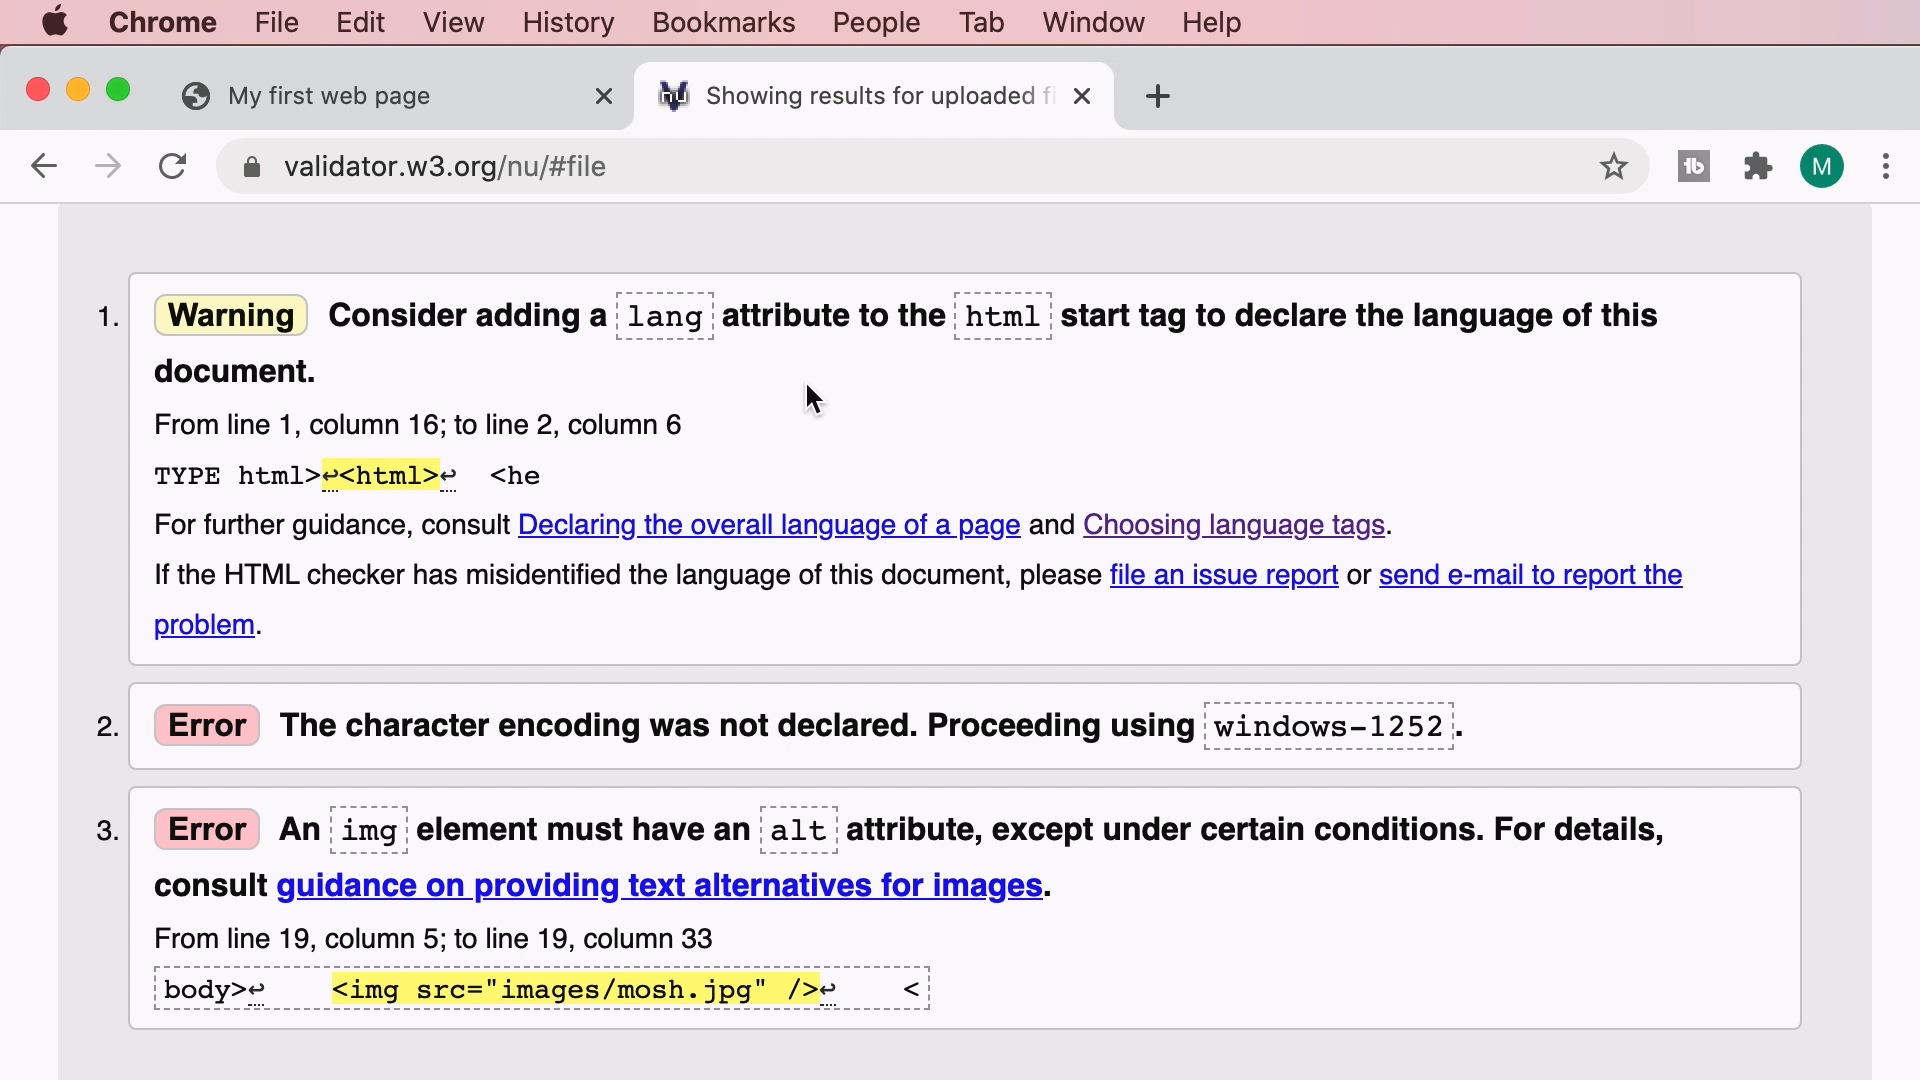 Chrome File Edit View History Bookmarks People Tab Window Help
My first web page
nu Showing results for uploaded fi
validator.w3.org/nu/#file
M
1. Warning Consider adding a lang attribute to the html start tag to declare the language of this
document.
From line 1, column 16; to line 2, column 6
TYPE html>↩<html>↩  <he
For further guidance, consult Declaring the overall language of a page and Choosing language tags.
If the HTML checker has misidentified the language of this document, please file an issue report or send e-mail to report the
problem.
2. Error The character encoding was not declared. Proceeding using windows-1252.
3. Error An img element must have an alt attribute, except under certain conditions. For details,
consult guidance on providing text alternatives for images.
From line 19, column 5; to line 19, column 33
body>↩    <img src="images/mosh.jpg" />↩    <